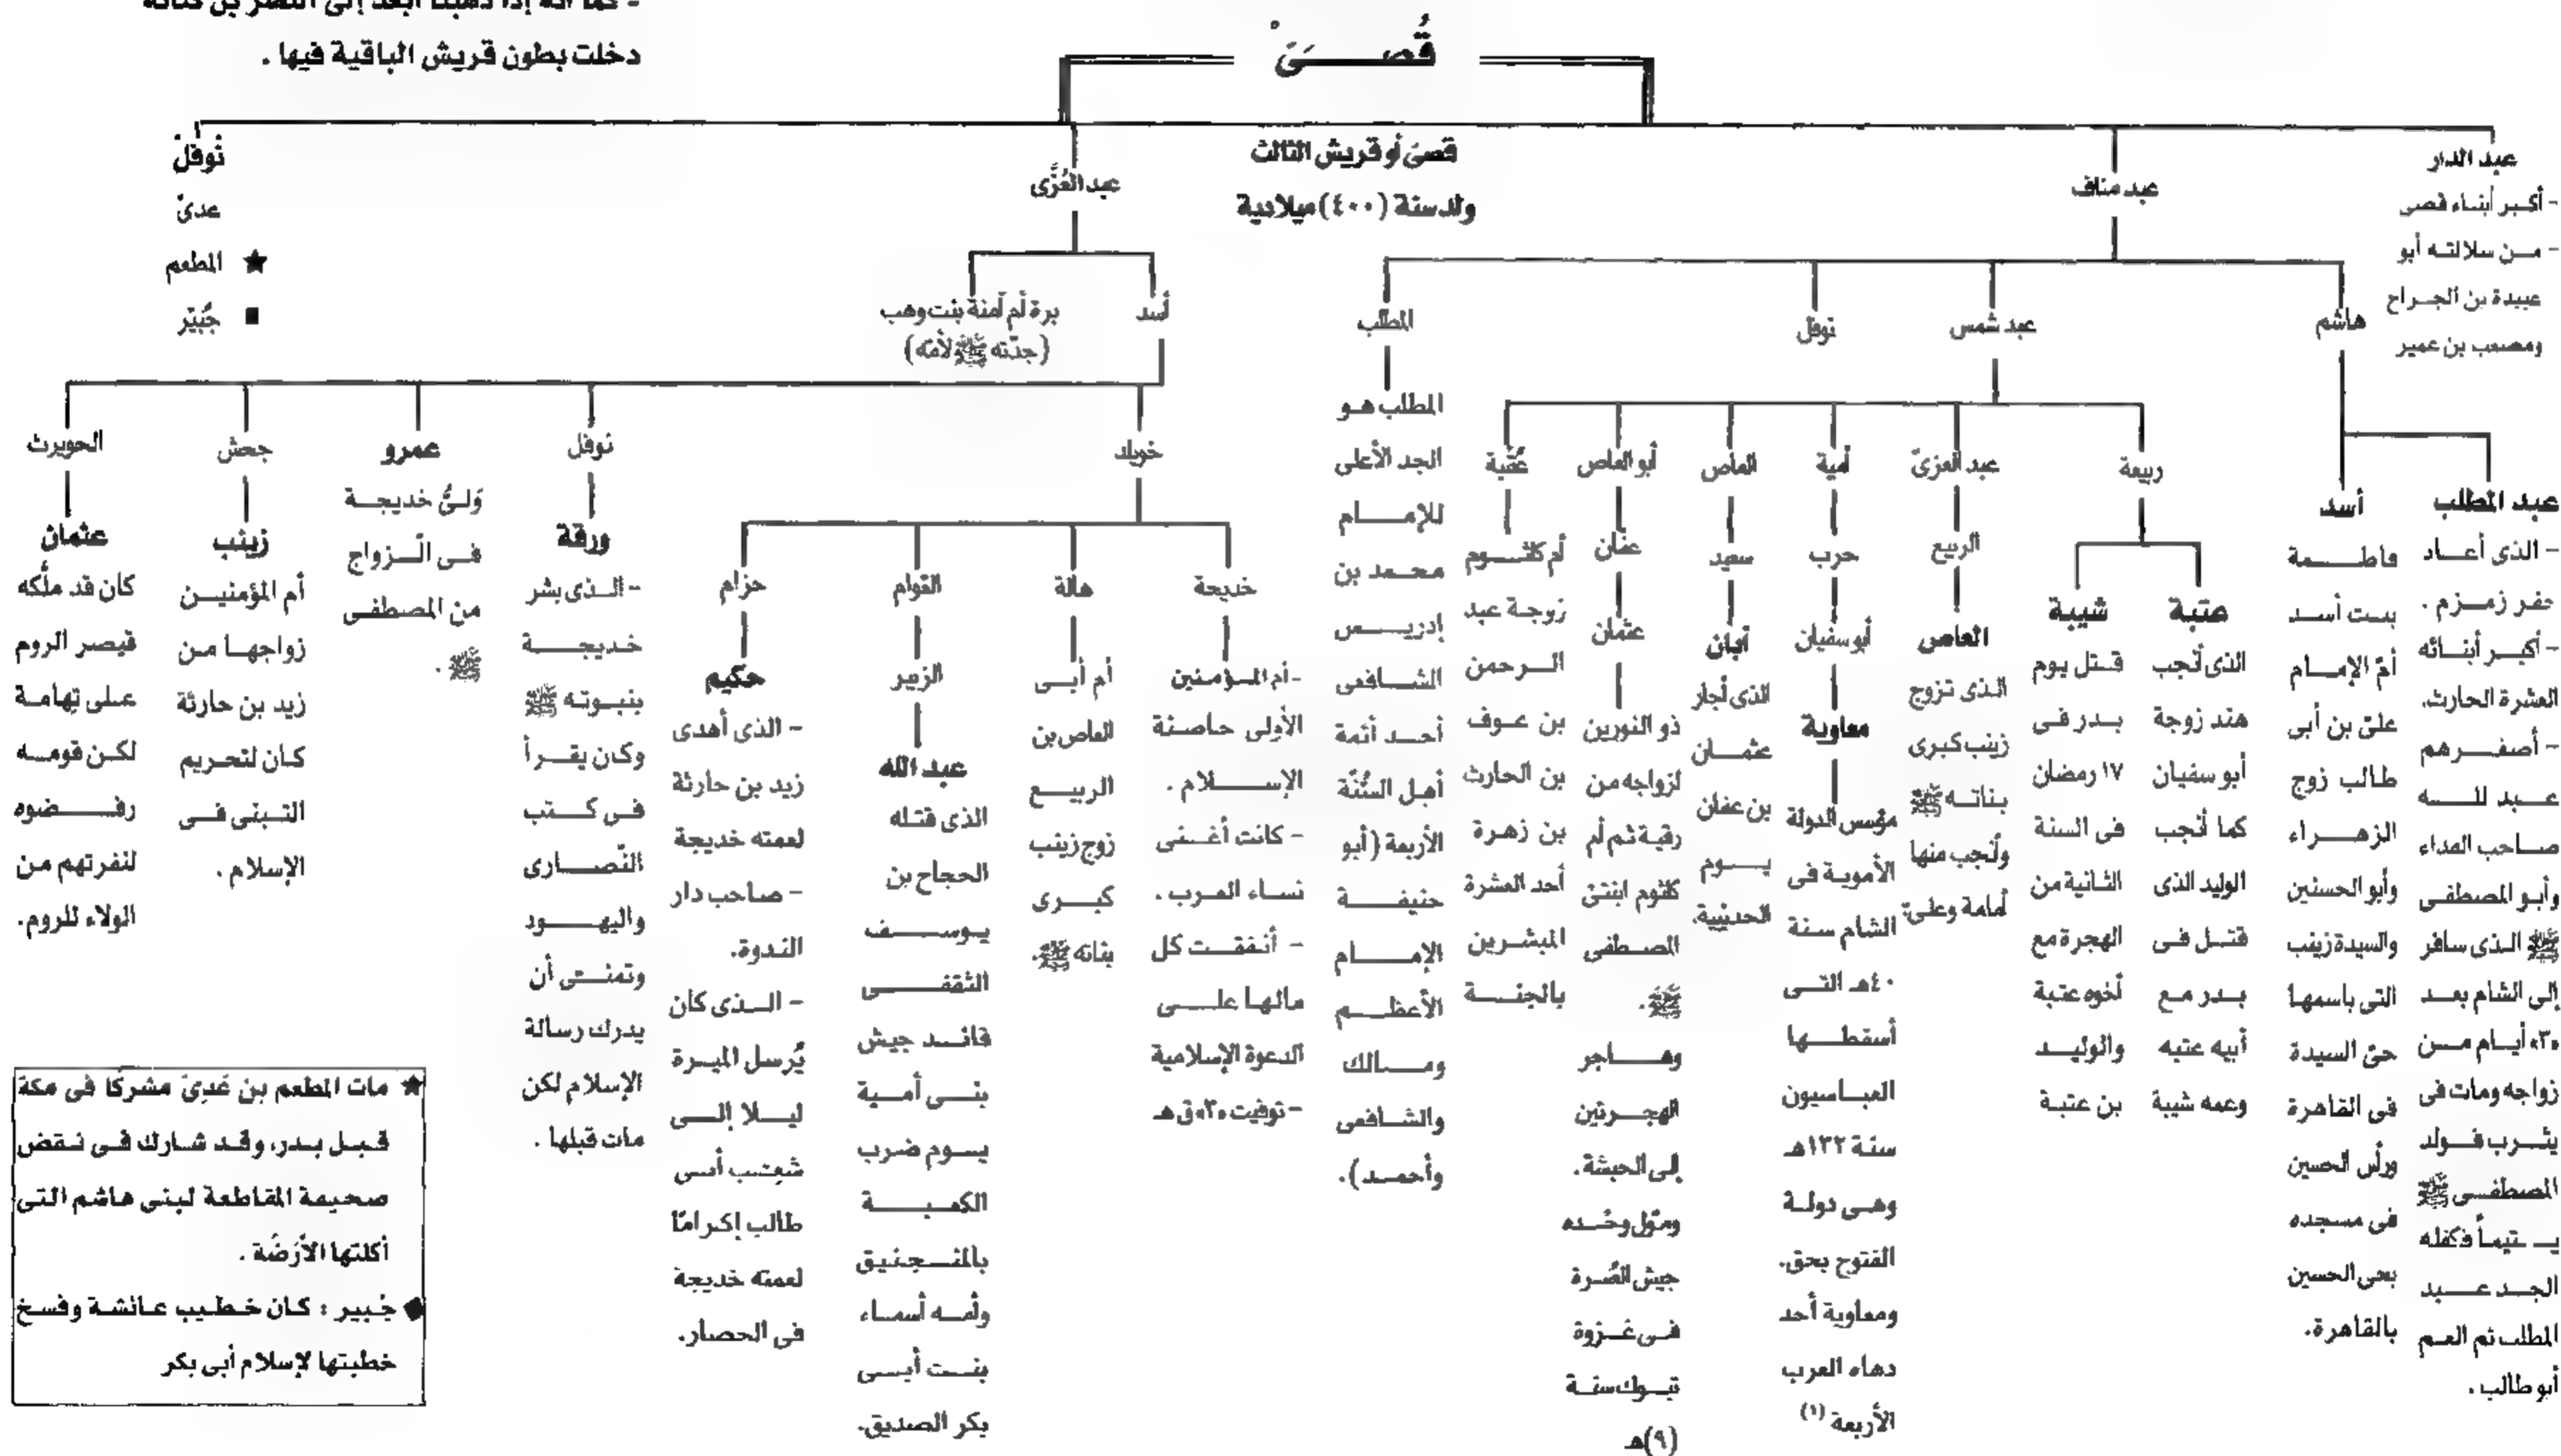 دخلت بطون قريش الباقية فيها .
قُصَىّ
قصى أو قريش الثالث
ولد سنة (٤٠٠) ميلادية
عبد الدار
- أكبر أبناء قصى
- من سلالته أبو
عبيدة بن الجراح
ومصعب بن عمير
عبد مناف
عبد العُزَّى
نوفل
عدىّ
★ المطعم
■ جُبَيْر
هاشم
عبد شمس
نوفل
المطلب
أسد
برة أم آمنة بنت وهب
(جدّته ﷺ لأمّه)
عبد المطلب
- الذى أعاد
حفر زمزم .
- أكبر أبنائه
العشرة الحارث.
- أصغرهم
عبد لله
صاحب الفداء
وأبو المصطفى
ﷺ الذى سافر
إلى الشام بعد
«٣» أيام من
زواجه ومات فى
يثرب فولد
المصطفى ﷺ
يتيماً فكفله
الجد عبد
المطلب ثم العم
أبو طالب .
أسد
فاطمة
بنت أسد
أمّ الإمام
علىّ بن أبى
طالب زوج
الزهراء
وأبو الحسنين
والسيدة زينب
التى باسمها
حىّ السيدة
فى القاهرة
ورأس الحسين
فى مسجده
بحى الحسين
بالقاهرة.
ربيعة
عتبة
الذى أنجب
هند زوجة
أبو سفيان
كما أنجب
الوليد الذى
قتل فى
بدر مع
أبيه عتبه
وعمه شيبة
شيبة
قتل يوم
بدر فى
١٧ رمضان
فى السنة
الثانية من
الهجرة مع
أخوه عتبة
والوليد
بن عتبة
عبد العزىّ
الربيع
العاص
الذى تزوج
زينب كبرى
بناته ﷺ
وأنجب منها
أمامة وعلىّ.
أمية
حرب
أبو سفيان
معاوية
مؤسس الدولة
الأموية فى
الشام سنة
٤٠هـ التى
أسقطها
العباسيون
سنة ١٣٢هـ
وهى دولة
الفتوح بحق.
ومعاوية أحد
دهاه العرب
الأربعة (١)
العاص
سعيد
أبان
الذى أجار
عثمان
بن عفان
يوم
الحديبية.
أبو العاص
عفّان
عثمان
ذو النورين
لزواجه من
رقية ثم أم
كلثوم ابنتىّ
المصطفى
ﷺ.
وهاجر
الهجرتين
إلى الحبشة.
وموّل وحْده
جيش العُسْرة
فى غزوة
تبوك سنة
(٩)هـ
عُقْبة
أم كلثوم
زوجة عبد
الرحمن
بن عوف
بن الحارث
بن زهرة
أحد العشرة
المبشرين
بالجنة
المطلب هو
الجد الأعلى
للإمام
محمد بن
إدريس
الشافعى
أحد أئمة
أهل السُّنّة
الأربعة (أبو
حنيفة
الإمام
الأعظم
ومالك
والشافعى
وأحمد).
خويلد
نوفل
عمرو
جحش
الحويرث
خديجة
- أم المؤمنين
الأولى حاضنة
الإسلام .
- كانت أغنى
نساء العرب .
- أنفقت كل
مالها على
الدعوة الإسلامية
- توفيت «٣» ق هـ
هالة
أم أبى
العاص بن
الربيع
زوج زينب
كبرى
بناته ﷺ.
العوام
الزبير
عبد الله
الذى قتله
الحجاج بن
يوسف
الثقفى
قائد جيش
بنى أمية
يوم ضرب
الكعبة
بالمنجنيق
وأمه أسماء
بنت أبى
بكر الصديق.
حزام
حكيم
- الذى أهدى
زيد بن حارثة
لعمته خديجة
- صاحب دار
الندوة.
- الذى كان
يُرسل الميرة
ليلا إلى
شِعْب أبى
طالب إكرامًا
لعمته خديجة
فى الحصار.
ورقة
- الذى بشر
خديجة
بنبوته ﷺ
وكان يقرأ
فى كتب
النّصارى
واليهود
وتمنى أن
يدرك رسالة
الإسلام لكن
مات قبلها .
وَلىُّ خديجة
فى الزواج
من المصطفى
ﷺ .
زينب
أم المؤمنين
زواجها من
زيد بن حارثة
كان لتحريم
التبنى فى
الإسلام .
عثمان
كان قد ملّكه
قيصر الروم
على تهامة
لكن قومه
رفضوه
لنفرتهم من
الولاء للروم.
★ مات المطعم بن عَدِىّ مشركًا فى مكة
قبل بدر، وقد شارك فى نقض
صحيفة المقاطعة لبنى هاشم التى
أكلتها الأرَضَة .
◆ جُبير : كان خطيب عائشة وفسخ
خطبتها لإسلام أبى بكر